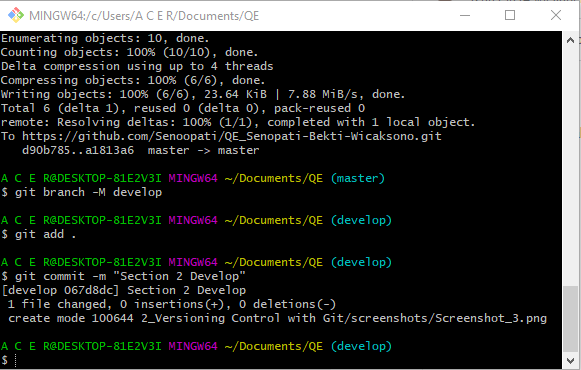 MINGW64:/c/Users/A C E R/Documents/QE
Enumerating objects: 10, done.
Counting objects: 100% (10/10), done.
Delta compression using up to 4 threads
Compressing objects: 100% (6/6), done.
Writing objects: 100% (6/6), 23.64 KiB | 7.88 MiB/s, done.
Total 6 (delta 1), reused 0 (delta 0), pack-reused 0
remote: Resolving deltas: 100% (1/1), completed with 1 local object.
To https://github.com/Senoopati/QE_Senopati-Bekti-Wicaksono.git
   d90b785..a1813a6  master -> master

A C E R@DESKTOP-81E2V3I MINGW64 ~/Documents/QE (master)
$ git branch -M develop

A C E R@DESKTOP-81E2V3I MINGW64 ~/Documents/QE (develop)
$ git add .

A C E R@DESKTOP-81E2V3I MINGW64 ~/Documents/QE (develop)
$ git commit -m "Section 2 Develop"
[develop 067d8dc] Section 2 Develop
 1 file changed, 0 insertions(+), 0 deletions(-)
 create mode 100644 2_Versioning Control with Git/screenshots/Screenshot_3.png

A C E R@DESKTOP-81E2V3I MINGW64 ~/Documents/QE (develop)
$